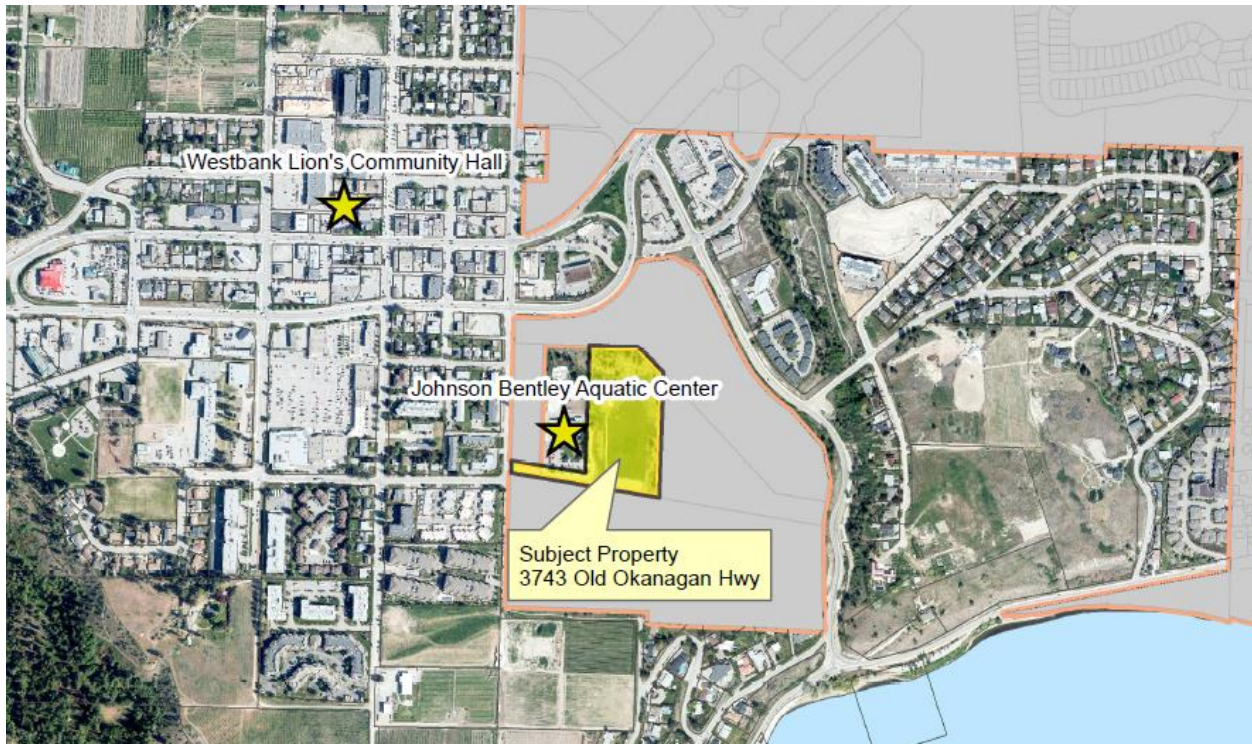 Westbank Lion's Community Hall
Johnson Bentley Aquatic Center
Subject Property
3743 Old Okanagan Hwy